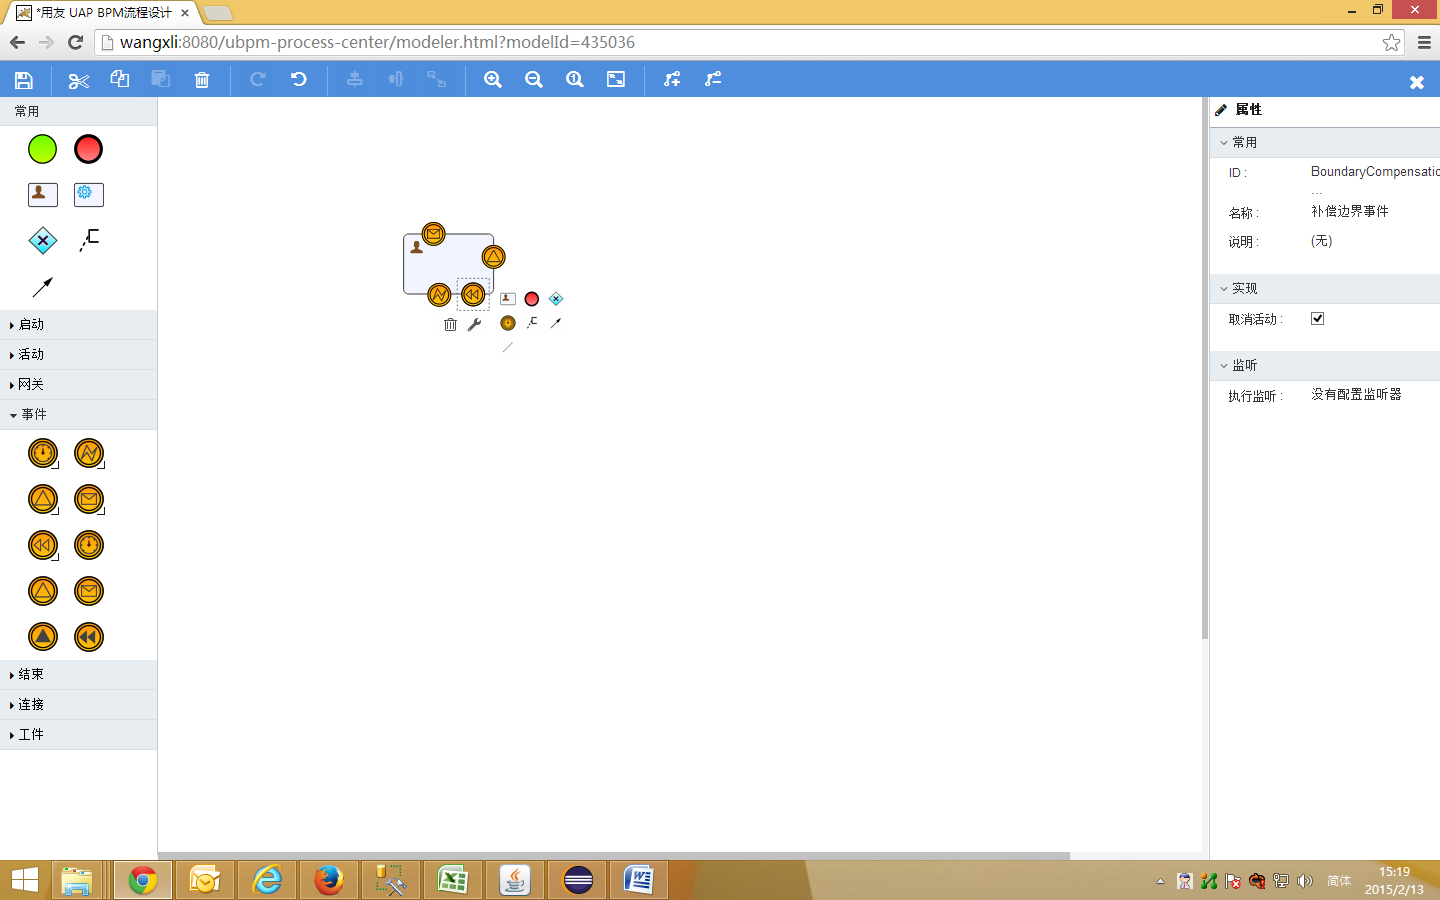 *用友 UAP BPM流程设计
wangxli:8080/ubpm-process-center/modeler.html?modelId=435036
常用
启动
活动
网关
事件
结束
连接
工件
属性
常用
ID : BoundaryCompensatio
...
名称 : 补偿边界事件
说明 : (无)
实现
取消活动 :
监听
执行监听 : 没有配置监听器
简体
15:19
2015/2/13